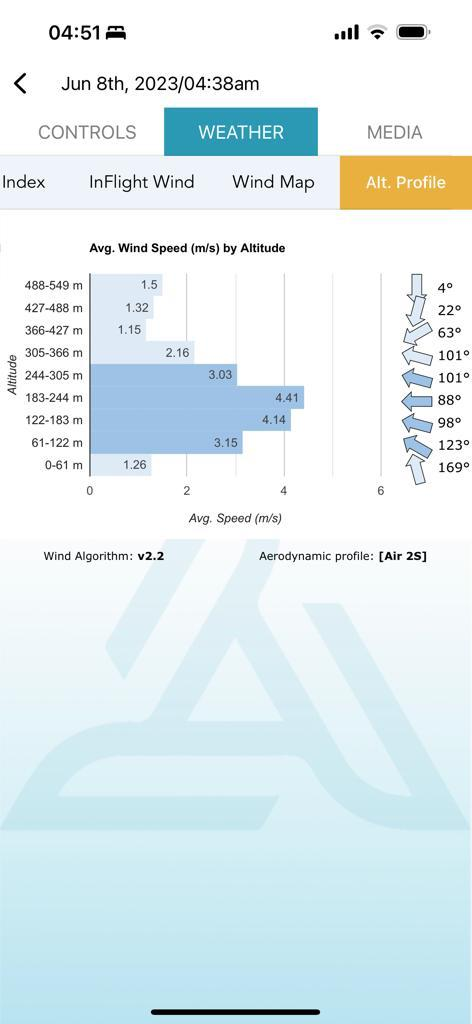 04:51
Jun 8th, 2023/04:38am
CONTROLS WEATHER MEDIA
Index InFlight Wind Wind Map Alt. Profile
Avg. Wind Speed (m/s) by Altitude
Altitude
488-549 m 1.5 4°
427-488 m 1.32 22°
366-427 m 1.15 63°
305-366 m 2.16 101°
244-305 m 3.03 101°
183-244 m 4.41 88°
122-183 m 4.14 98°
61-122 m 3.15 123°
0-61 m 1.26 169°
0 2 4 6
Avg. Speed (m/s)
Wind Algorithm: v2.2 Aerodynamic profile: [Air 2S]